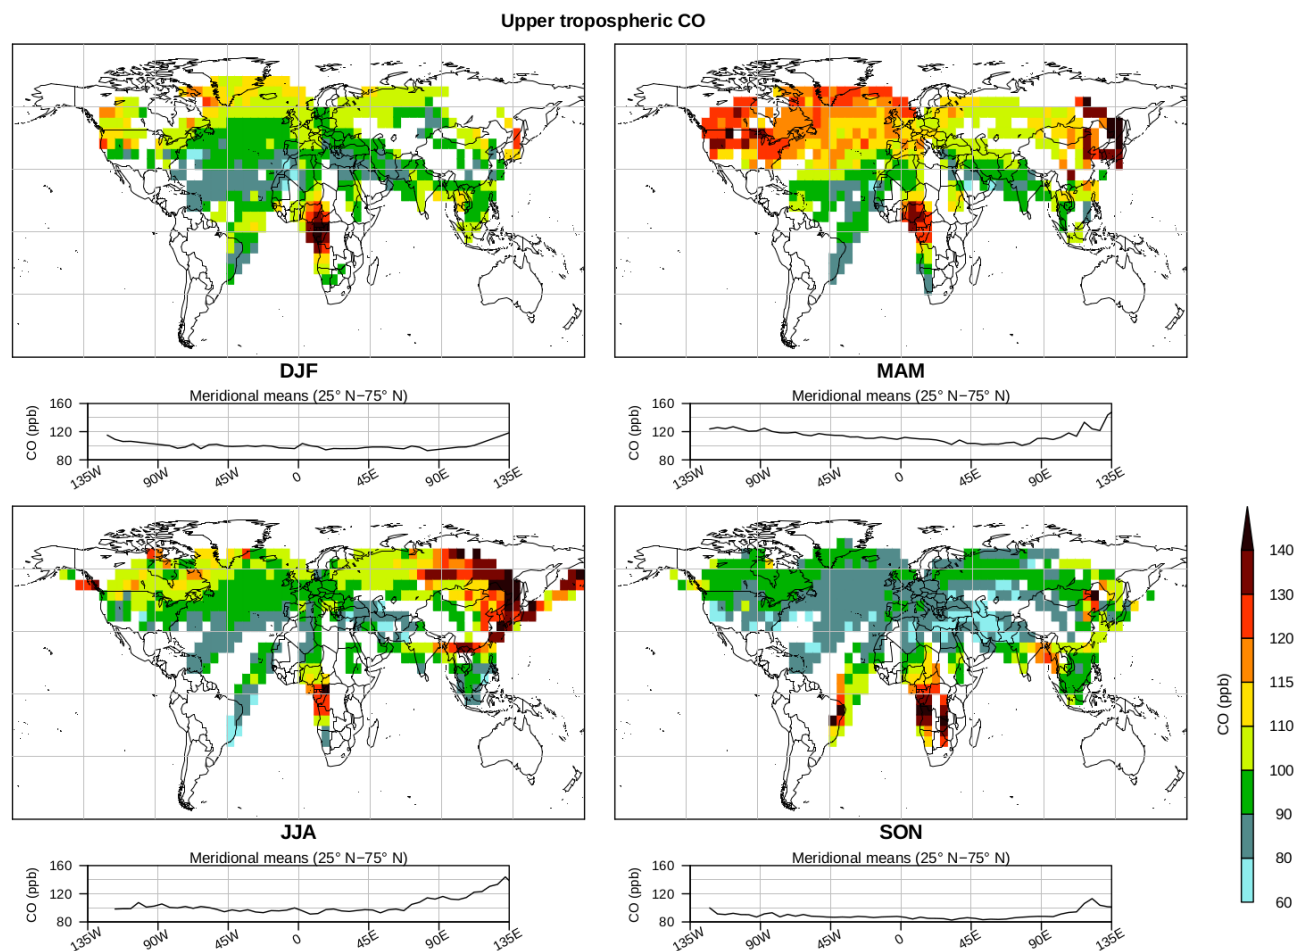 Upper tropospheric CO
DJF
MAM
Meridional means (25° N−75° N)
Meridional means (25° N−75° N)
CO (ppb)
160
120
80
135W
90W
45W
0
45E
90E
135E
CO (ppb)
160
120
80
135W
90W
45W
0
45E
90E
135E
JJA
SON
Meridional means (25° N−75° N)
Meridional means (25° N−75° N)
CO (ppb)
160
120
80
135W
90W
45W
0
45E
90E
135E
CO (ppb)
160
120
80
135W
90W
45W
0
45E
90E
135E
CO (ppb)
140
130
120
115
110
100
90
80
60